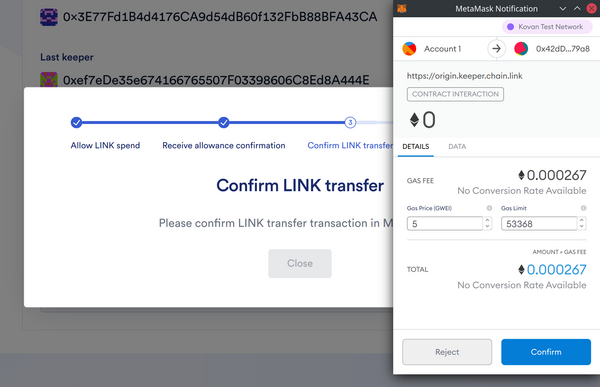 0x3E77Fd1B4d4176CA9d54dB60f132FbB88BFA43CA
Last keeper
0xef7eDe35e674166765507F03398606C8Ed8A444E
Allow LINK spend
Receive allowance confirmation
Confirm LINK transfer
Confirm LINK transfer
Please confirm LINK transfer transaction in M
Close
MetaMask Notification
Kovan Test Network
Account 1
0x42dD...79a8
https://origin.keeper.chain.link
CONTRACT INTERACTION
0
DETAILS
DATA
GAS FEE
0.000267
No Conversion Rate Available
Gas Price (GWEI)
Gas Limit
5
53368
AMOUNT + GAS FEE
TOTAL
0.000267
No Conversion Rate Available
Reject
Confirm
3